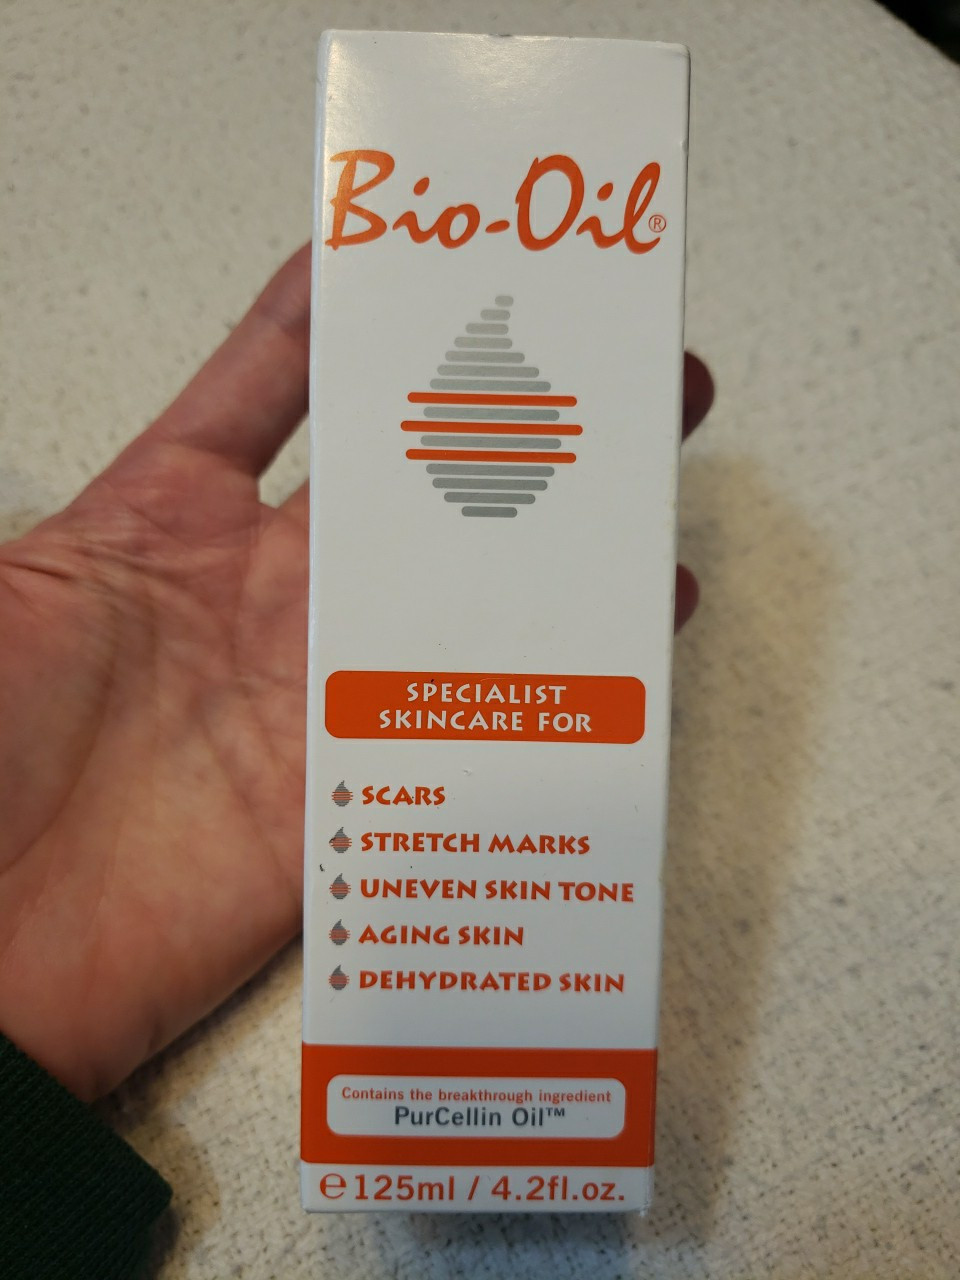 Bio-Oil®
SPECIALIST
SKINCARE FOR
SCARS
STRETCH MARKS
UNEVEN SKIN TONE
AGING SKIN
DEHYDRATED SKIN
Contains the breakthrough ingredient
PurCellin Oil™
℮ 125ml / 4.2fl.oz.